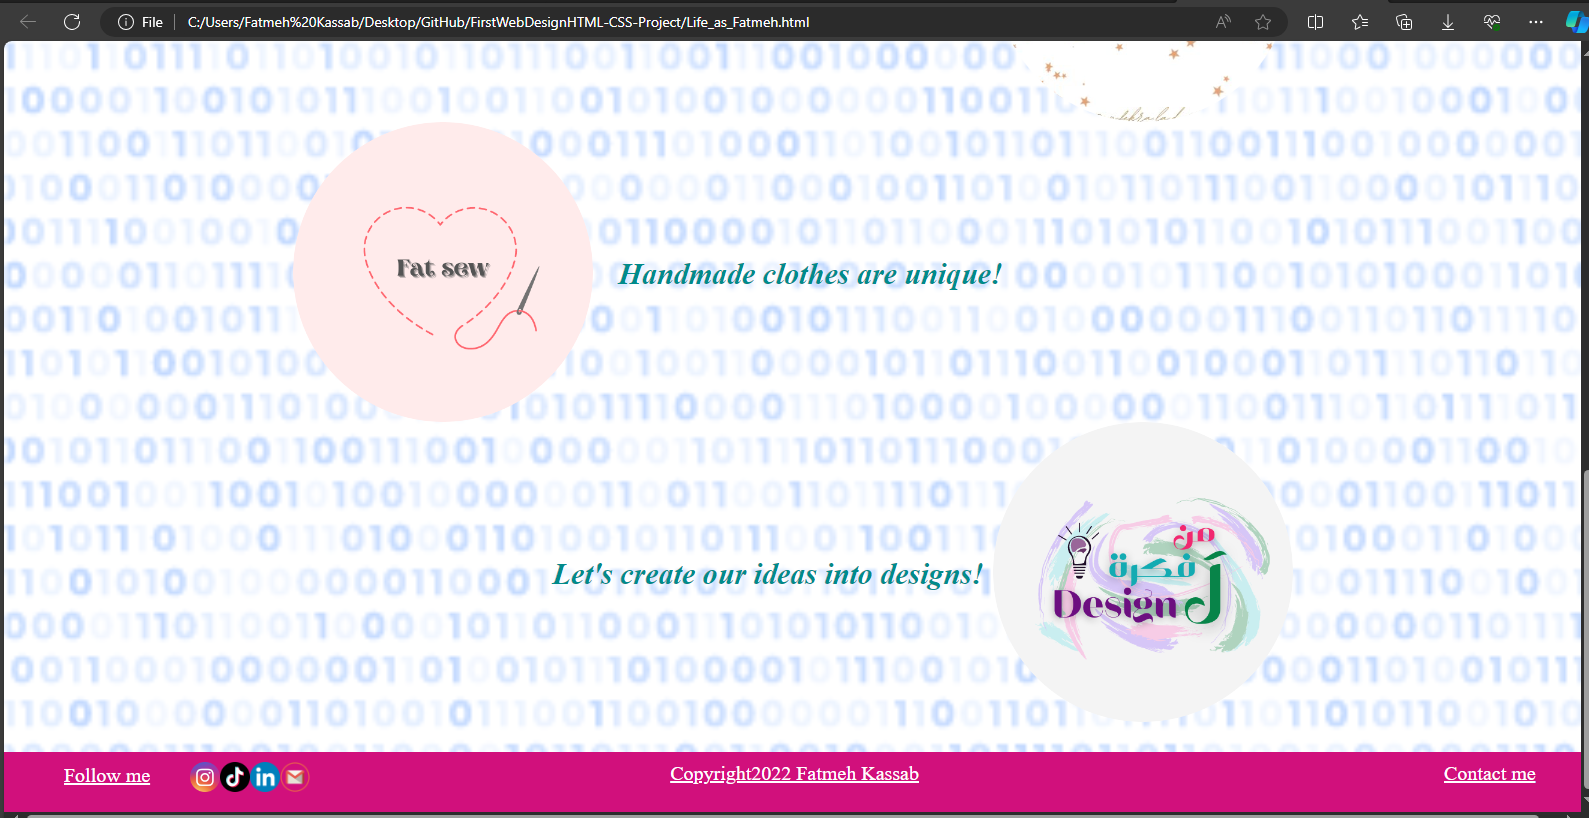 File
C:/Users/Fatmeh%20Kassab/Desktop/GitHub/FirstWebDesignHTML-CSS-Project/Life_as_Fatmeh.html
Fat sew
Handmade clothes are unique!
Let's create our ideas into designs!
من
فكرة
Design ل
Follow me
Copyright2022 Fatmeh Kassab
Contact me